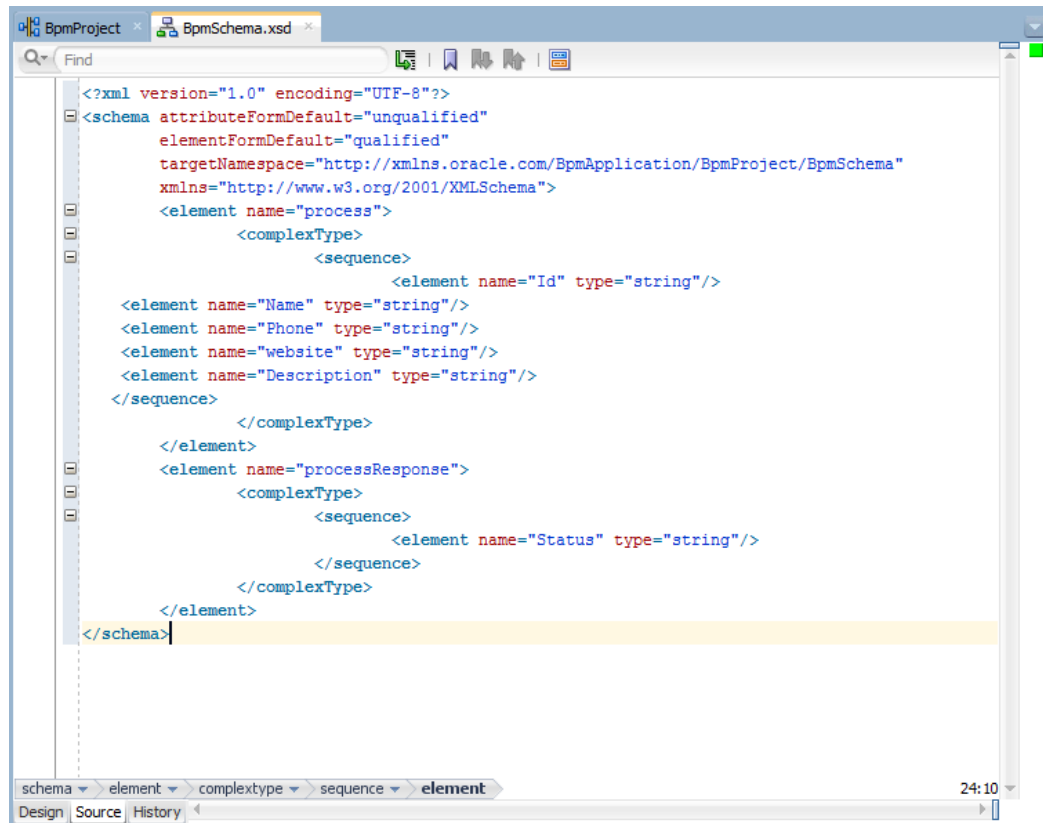 BpmProject BpmSchema.xsd
Find
<?xml version="1.0" encoding="UTF-8"?>
<schema attributeFormDefault="unqualified"
elementFormDefault="qualified"
targetNamespace="http://xmlns.oracle.com/BpmApplication/BpmProject/BpmSchema"
xmlns="http://www.w3.org/2001/XMLSchema">
<element name="process">
<complexType>
<sequence>
<element name="Id" type="string"/>
<element name="Name" type="string"/>
<element name="Phone" type="string"/>
<element name="website" type="string"/>
<element name="Description" type="string"/>
</sequence>
</complexType>
</element>
<element name="processResponse">
<complexType>
<sequence>
<element name="Status" type="string"/>
</sequence>
</complexType>
</element>
</schema>
schema element complextype sequence element 24:10
Design Source History